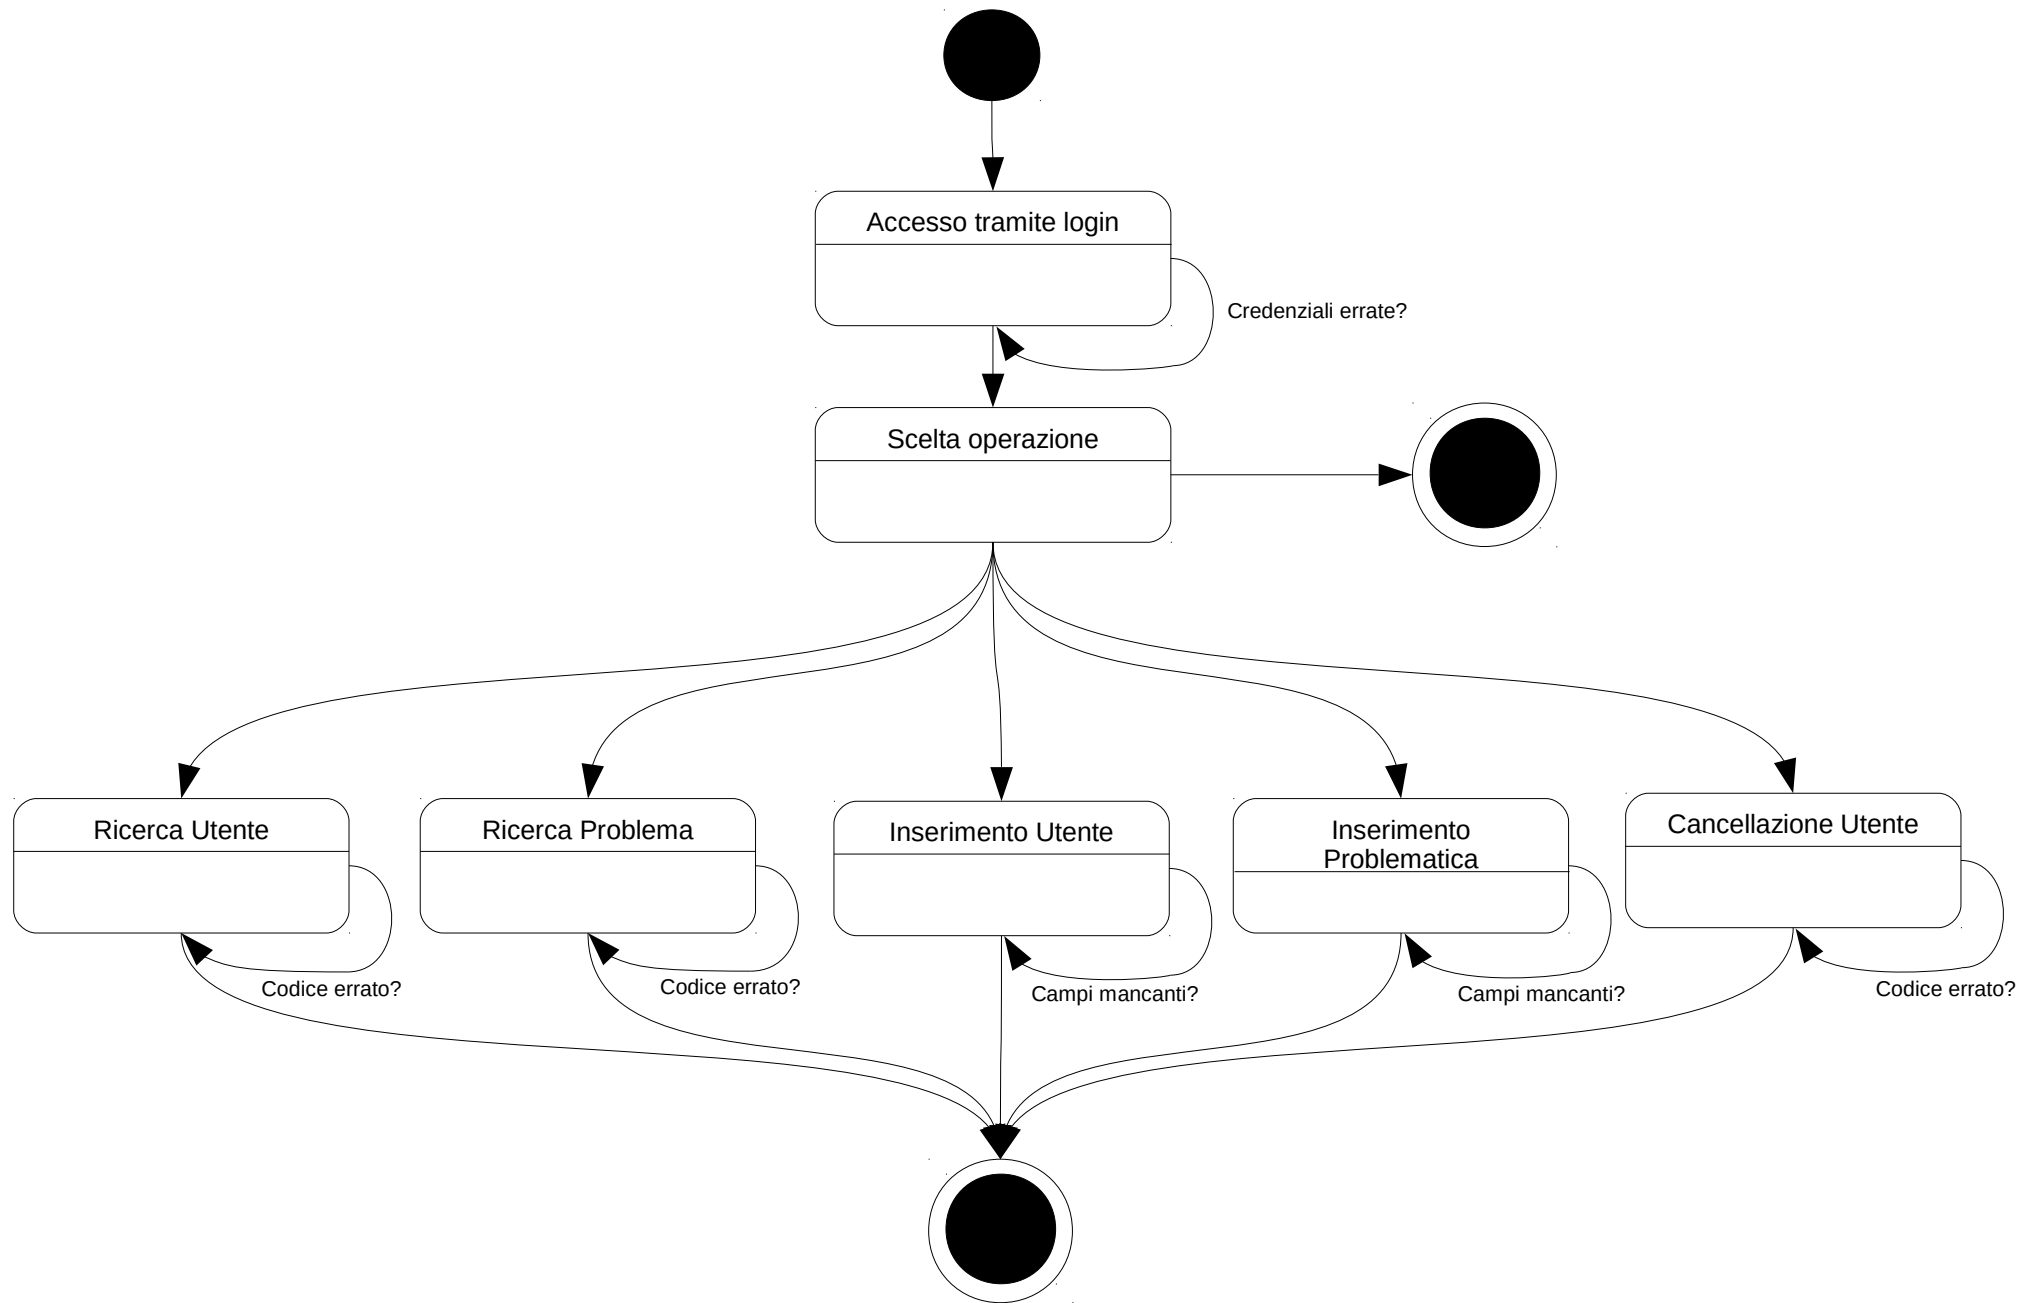 Accesso tramite login
Credenziali errate?
Scelta operazione
Ricerca Utente
Ricerca Problema
Inserimento Utente
Inserimento
Problematica
Cancellazione Utente
Codice errato?
Codice errato?
Campi mancanti?
Campi mancanti?
Codice errato?